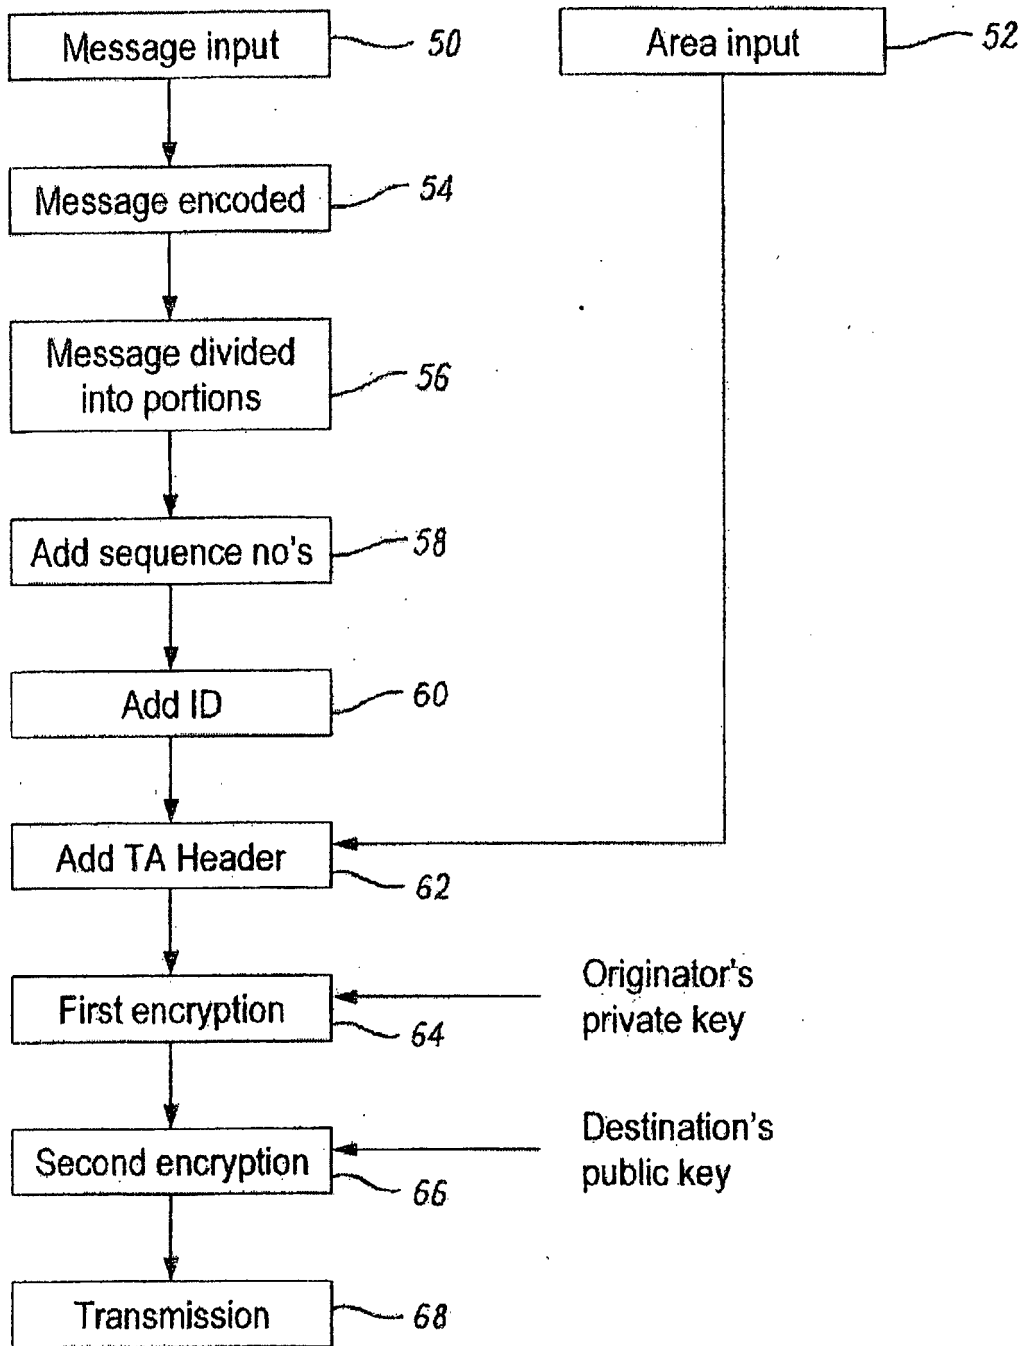 Message input
50
Area input
52
Message encoded
54
Message divided
into portions
56
Add sequence no's
58
Add ID
60
Add TA Header
62
First encryption
64
Originator's
private key
Second encryption
66
Destination's
public key
Transmission
68